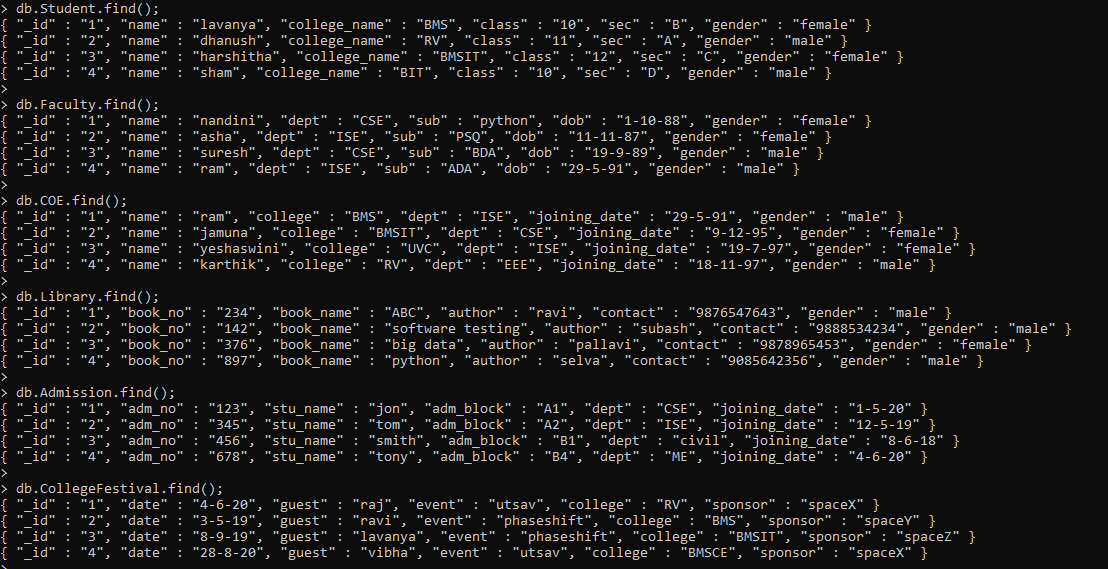 > db.Student.find();
{ "_id" : "1", "name" : "lavanya", "college_name" : "BMS", "class" : "10", "sec" : "B", "gender" : "female" }
{ "_id" : "2", "name" : "dhanush", "college_name" : "RV", "class" : "11", "sec" : "A", "gender" : "male" }
{ "_id" : "3", "name" : "harshitha", "college_name" : "BMSIT", "class" : "12", "sec" : "C", "gender" : "female" }
{ "_id" : "4", "name" : "sham", "college_name" : "BIT", "class" : "10", "sec" : "D", "gender" : "male" }
>
> db.Faculty.find();
{ "_id" : "1", "name" : "nandini", "dept" : "CSE", "sub" : "python", "dob" : "1-10-88", "gender" : "female" }
{ "_id" : "2", "name" : "asha", "dept" : "ISE", "sub" : "PSQ", "dob" : "11-11-87", "gender" : "female" }
{ "_id" : "3", "name" : "suresh", "dept" : "CSE", "sub" : "BDA", "dob" : "19-9-89", "gender" : "male" }
{ "_id" : "4", "name" : "ram", "dept" : "ISE", "sub" : "ADA", "dob" : "29-5-91", "gender" : "male" }
>
> db.COE.find();
{ "_id" : "1", "name" : "ram", "college" : "BMS", "dept" : "ISE", "joining_date" : "29-5-91", "gender" : "male" }
{ "_id" : "2", "name" : "jamuna", "college" : "BMSIT", "dept" : "CSE", "joining_date" : "9-12-95", "gender" : "female" }
{ "_id" : "3", "name" : "yeshaswini", "college" : "UVC", "dept" : "ISE", "joining_date" : "19-7-97", "gender" : "female" }
{ "_id" : "4", "name" : "karthik", "college" : "RV", "dept" : "EEE", "joining_date" : "18-11-97", "gender" : "male" }
>
> db.Library.find();
{ "_id" : "1", "book_no" : "234", "book_name" : "ABC", "author" : "ravi", "contact" : "9876547643", "gender" : "male" }
{ "_id" : "2", "book_no" : "142", "book_name" : "software testing", "author" : "subash", "contact" : "9888534234", "gender" : "male" }
{ "_id" : "3", "book_no" : "376", "book_name" : "big data", "author" : "pallavi", "contact" : "9878965453", "gender" : "female" }
{ "_id" : "4", "book_no" : "897", "book_name" : "python", "author" : "selva", "contact" : "9085642356", "gender" : "male" }
>
> db.Admission.find();
{ "_id" : "1", "adm_no" : "123", "stu_name" : "jon", "adm_block" : "A1", "dept" : "CSE", "joining_date" : "1-5-20" }
{ "_id" : "2", "adm_no" : "345", "stu_name" : "tom", "adm_block" : "A2", "dept" : "ISE", "joining_date" : "12-5-19" }
{ "_id" : "3", "adm_no" : "456", "stu_name" : "smith", "adm_block" : "B1", "dept" : "civil", "joining_date" : "8-6-18" }
{ "_id" : "4", "adm_no" : "678", "stu_name" : "tony", "adm_block" : "B4", "dept" : "ME", "joining_date" : "4-6-20" }
>
> db.CollegeFestival.find();
{ "_id" : "1", "date" : "4-6-20", "guest" : "raj", "event" : "utsav", "college" : "RV", "sponsor" : "spaceX" }
{ "_id" : "2", "date" : "3-5-19", "guest" : "ravi", "event" : "phaseshift", "college" : "BMS", "sponsor" : "spaceY" }
{ "_id" : "3", "date" : "8-9-19", "guest" : "lavanya", "event" : "phaseshift", "college" : "BMSIT", "sponsor" : "spaceZ" }
{ "_id" : "4", "date" : "28-8-20", "guest" : "vibha", "event" : "utsav", "college" : "BMSCE", "sponsor" : "spaceX" }
>